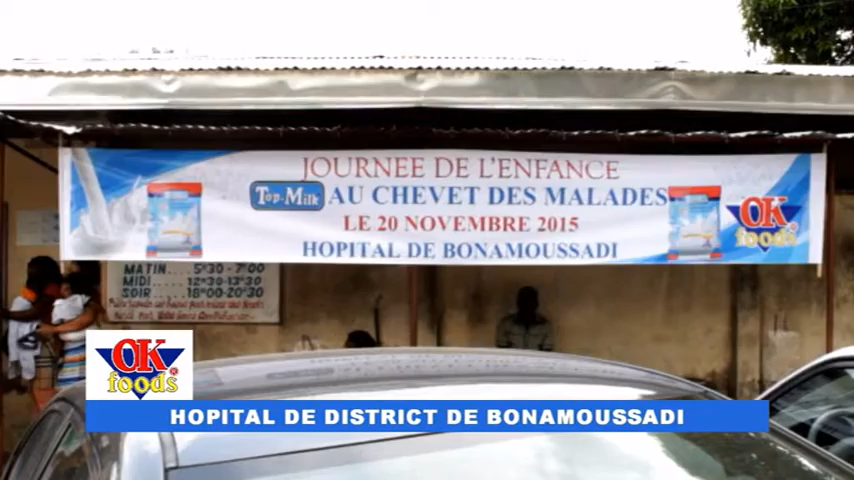 JOURNEE DE L'ENFANCE
Top-Milk AU CHEVET DES MALADES
LE 20 NOVEMBRE 2015
HOPITAL DE BONAMOUSSADI
OK
foods
MATIN.... 5H30 - 7H00
MIDI..... 12H30-13H30
SOIR..... 18H00-20H30
OK
foods
HOPITAL DE DISTRICT DE BONAMOUSSADI